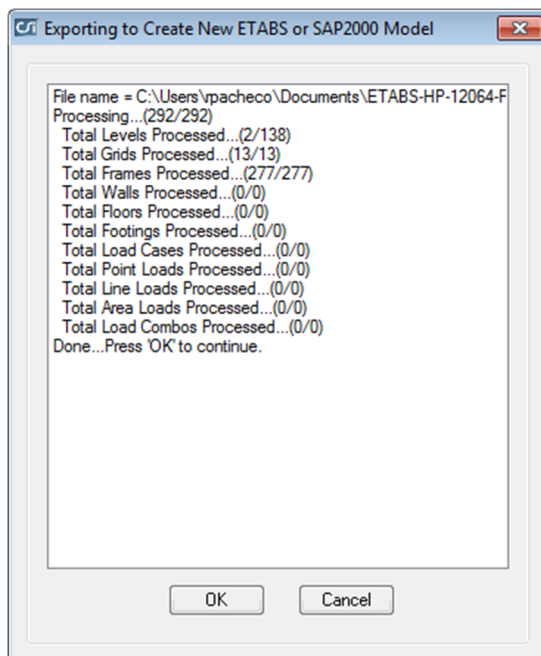 CSi Exporting to Create New ETABS or SAP2000 Model
File name = C:\Users\rpacheco\Documents\ETABS-HP-12064-F
Processing...(292/292)
Total Levels Processed...(2/138)
Total Grids Processed...(13/13)
Total Frames Processed...(277/277)
Total Walls Processed...(0/0)
Total Floors Processed...(0/0)
Total Footings Processed...(0/0)
Total Load Cases Processed...(0/0)
Total Point Loads Processed...(0/0)
Total Line Loads Processed...(0/0)
Total Area Loads Processed...(0/0)
Total Load Combos Processed...(0/0)
Done...Press 'OK' to continue.
OK Cancel